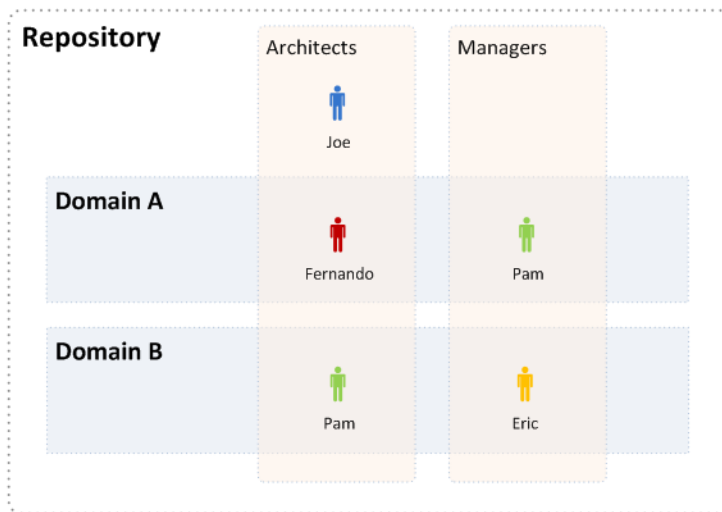 Repository
Architects
Managers
Joe
Domain A
Fernando
Pam
Domain B
Pam
Eric